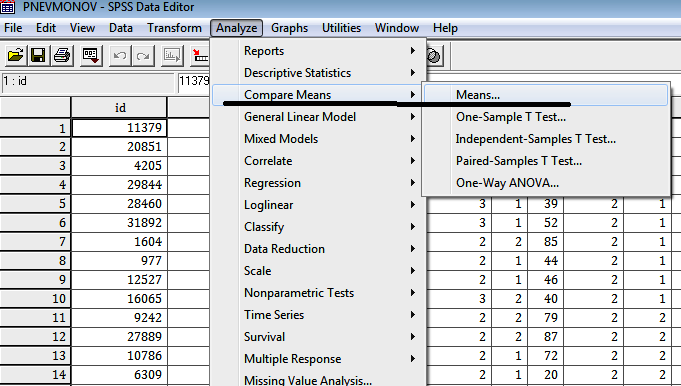 PNEVMONOV - SPSS Data Editor
File Edit View Data Transform Analyze Graphs Utilities Window Help
1 : id 11379
id
1 11379
2 20851
3 4205
4 29844
5 28460 3 1 39 2 1
6 31892 3 1 52 2 1
7 1604 2 2 85 2 1
8 977 2 1 44 2 1
9 12527 2 1 46 2 1
10 16065 3 2 40 2 1
11 9242 2 2 79 2 2
12 27889 2 2 87 2 2
13 10786 2 1 72 2 2
14 6309 2 1 20 2 2
Reports
Descriptive Statistics
Compare Means
General Linear Model
Mixed Models
Correlate
Regression
Loglinear
Classify
Data Reduction
Scale
Nonparametric Tests
Time Series
Survival
Multiple Response
Missing Value Analysis...
Means...
One-Sample T Test...
Independent-Samples T Test...
Paired-Samples T Test...
One-Way ANOVA...